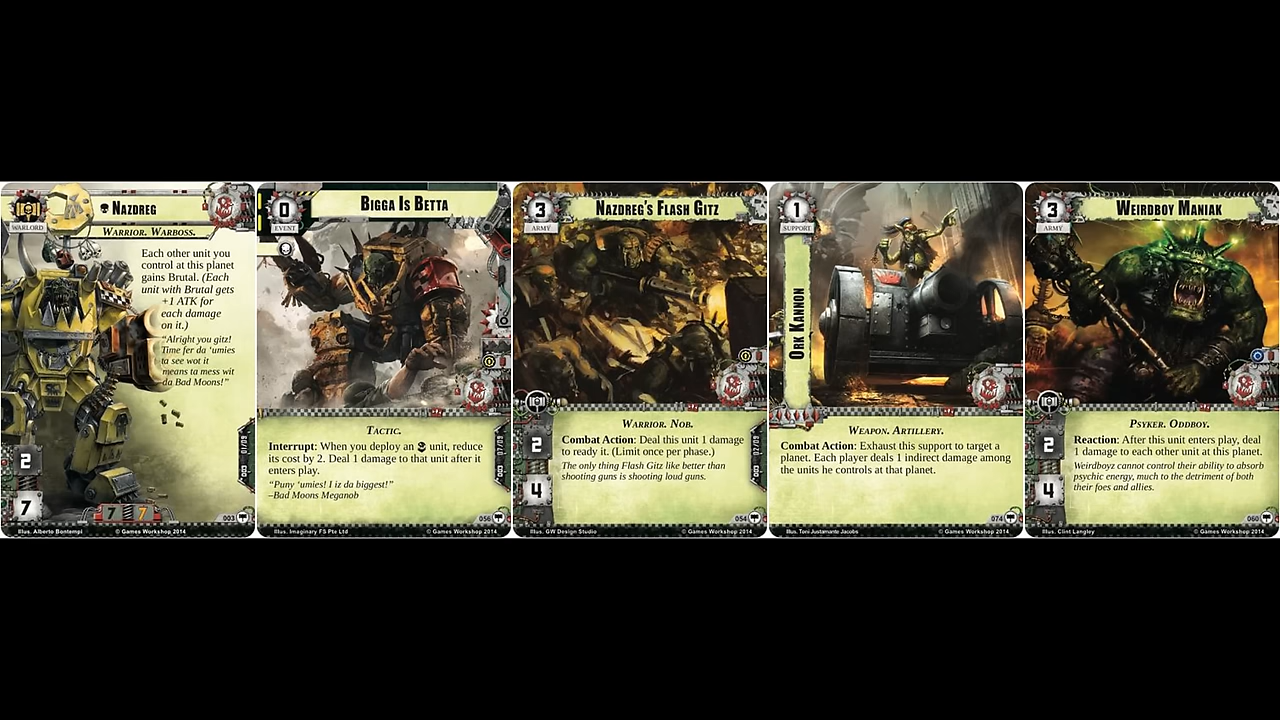 NAZDREG
WARLORD
WARRIOR. WARBOSS.
Each other unit you
control at this planet
gains Brutal. (Each
unit with Brutal gets
+1 ATK for
each damage
on it.)
“Alright you gitz!
Time fer da ‘umies
ta see wot it
means ta mess wit
da Bad Moons!”
2
7
7 7
01/09
003
Illus. Alberto Bontempi © Games Workshop 2014
0
EVENT
BIGGA IS BETTA
TACTIC.
Interrupt: When you deploy an unit, reduce
its cost by 2. Deal 1 damage to that unit after it
enters play.
“Puny ‘umies! I iz da biggest!”
–Bad Moons Meganob
056
Illus. Imaginary FS Pte Ltd © Games Workshop 2014
3
ARMY
NAZDREG’S FLASH GITZ
WARRIOR. NOB.
2
4
Combat Action: Deal this unit 1 damage
to ready it. (Limit once per phase.)
The only thing Flash Gitz like better than
shooting guns is shooting loud guns.
02/09
054
Illus. GW Design Studio © Games Workshop 2014
1
SUPPORT
ORK KANNON
WEAPON. ARTILLERY.
Combat Action: Exhaust this support to target a
planet. Each player deals 1 indirect damage among
the units he controls at that planet.
074
Illus. Toni Justamante Jacobs © Games Workshop 2014
3
ARMY
WEIRDBOY MANIAK
PSYKER. ODDBOY.
2
4
Reaction: After this unit enters play, deal
1 damage to each other unit at this planet.
Weirdboyz cannot control their ability to absorb
psychic energy, much to the detriment of both
their foes and allies.
060
Illus. Clint Langley © Games Workshop 2014